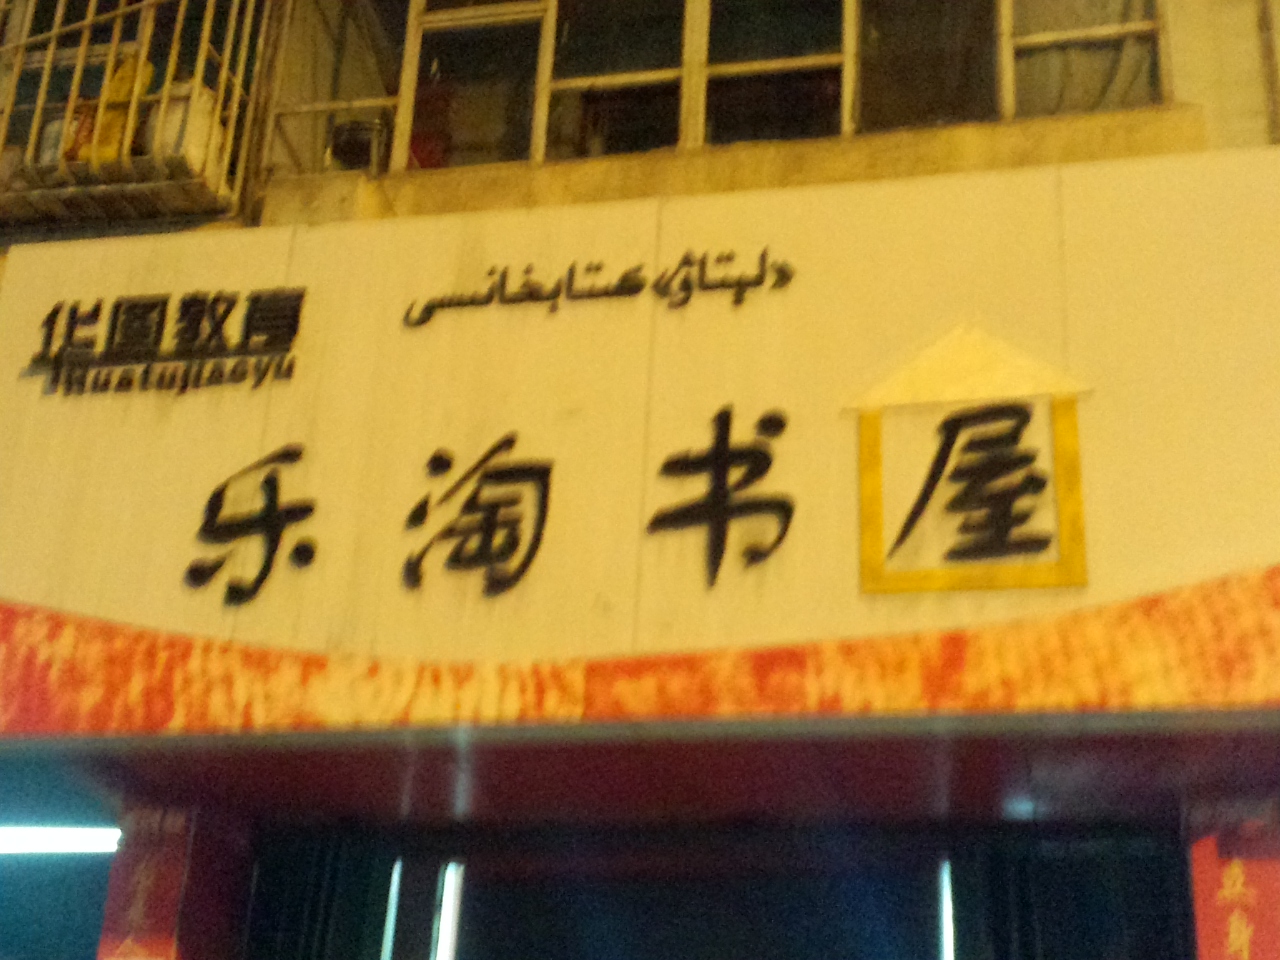 «لېتاۋ» كىتابخانىسى
华图教育
Huatujiaoyu
乐淘书屋